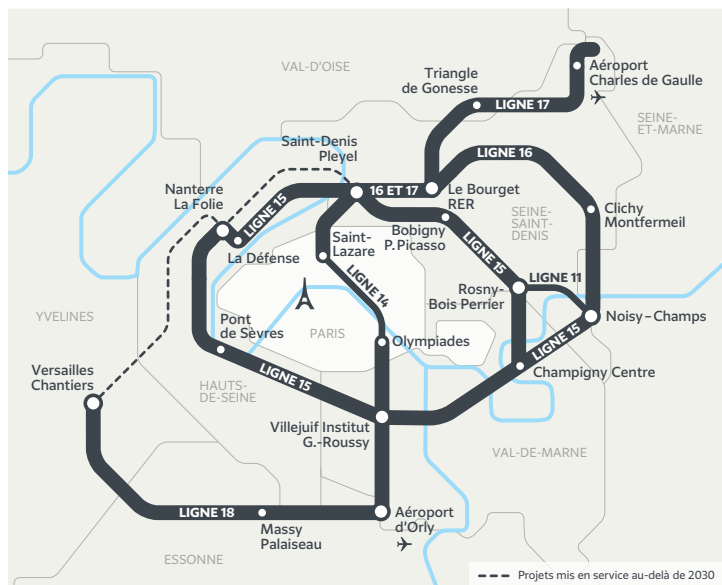 VAL-D'OISE
Triangle
de Gonesse
Aéroport
Charles de Gaulle
LIGNE 17
SEINE-
ET-MARNE
Saint-Denis
Pleyel
LIGNE 16
Nanterre
La Folie
16 ET 17
Le Bourget
RER
LIGNE 15
SEINE-
SAINT-
DENIS
Clichy
Montfermeil
Bobigny
P. Picasso
La Défense
Saint-
Lazare
LIGNE 15
LIGNE 14
LIGNE 11
Rosny-
Bois Perrier
YVELINES
Pont
de Sèvres
PARIS
Noisy – Champs
Olympiades
LIGNE 15
Versailles
Chantiers
HAUTS-
DE-SEINE
LIGNE 15
Champigny Centre
Villejuif Institut
G.-Roussy
VAL-DE-MARNE
LIGNE 18
Massy
Palaiseau
Aéroport
d'Orly
ESSONNE
Projets mis en service au-delà de 2030